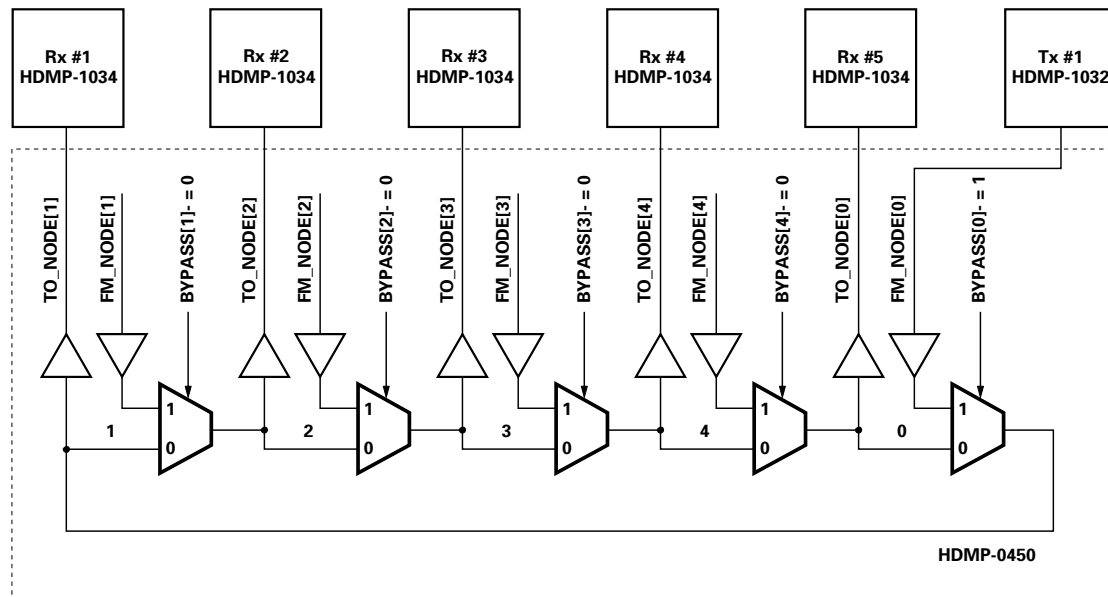 Rx #1
HDMP-1034
Rx #2
HDMP-1034
Rx #3
HDMP-1034
Rx #4
HDMP-1034
Rx #5
HDMP-1034
Tx #1
HDMP-1032
TO_NODE[1]
FM_NODE[1]
BYPASS[1]- = 0
TO_NODE[2]
FM_NODE[2]
BYPASS[2]- = 0
TO_NODE[3]
FM_NODE[3]
BYPASS[3]- = 0
TO_NODE[4]
FM_NODE[4]
BYPASS[4]- = 0
TO_NODE[0]
FM_NODE[0]
BYPASS[0]- = 1
1
1
0
2
1
0
3
1
0
4
1
0
0
1
0
HDMP-0450